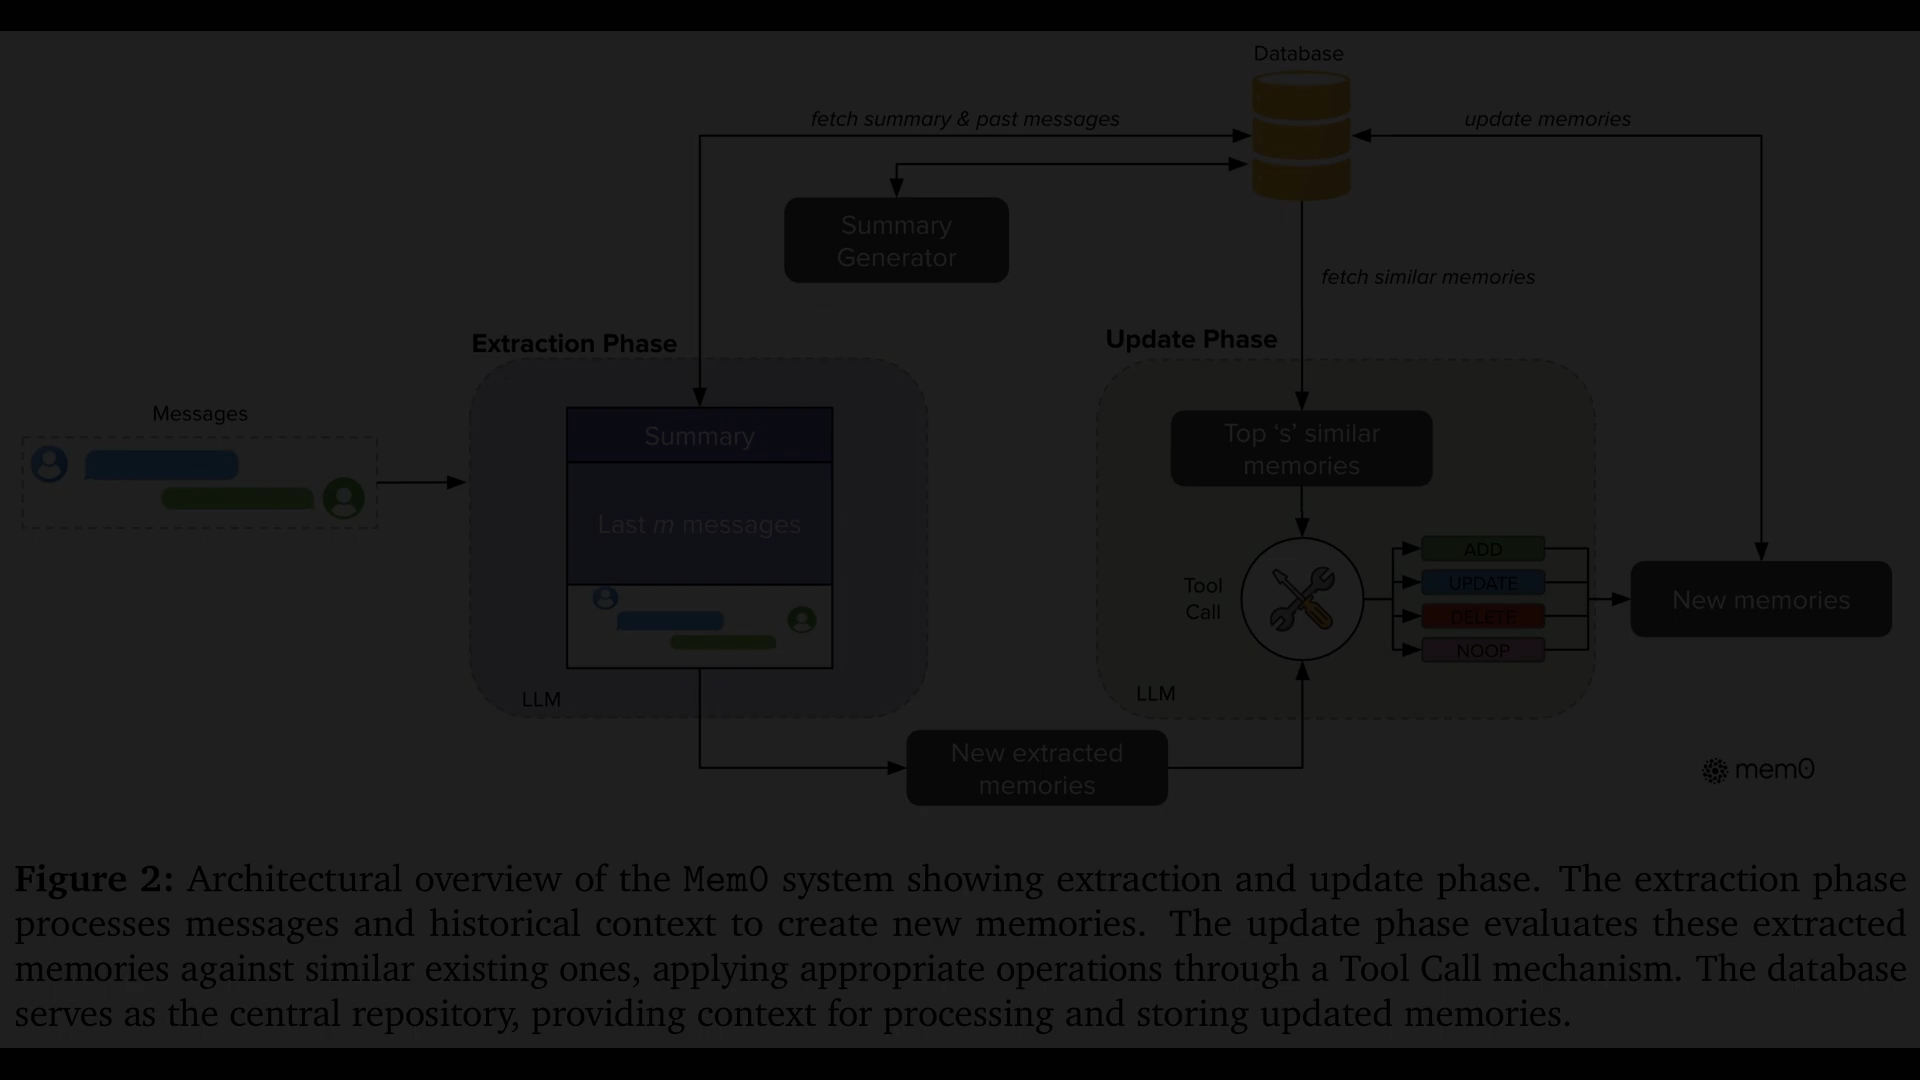 Database
fetch summary & past messages
update memories
Summary
Generator
fetch similar memories
Extraction Phase
Update Phase
Messages
Summary
Top ‘s’ similar
memories
Last m messages
ADD
Tool
Call
UPDATE
New memories
DELETE
NOOP
LLM
LLM
New extracted
memories
mem0
Figure 2: Architectural overview of the Mem0 system showing extraction and update phase. The extraction phase
processes messages and historical context to create new memories. The update phase evaluates these extracted
memories against similar existing ones, applying appropriate operations through a Tool Call mechanism. The database
serves as the central repository, providing context for processing and storing updated memories.